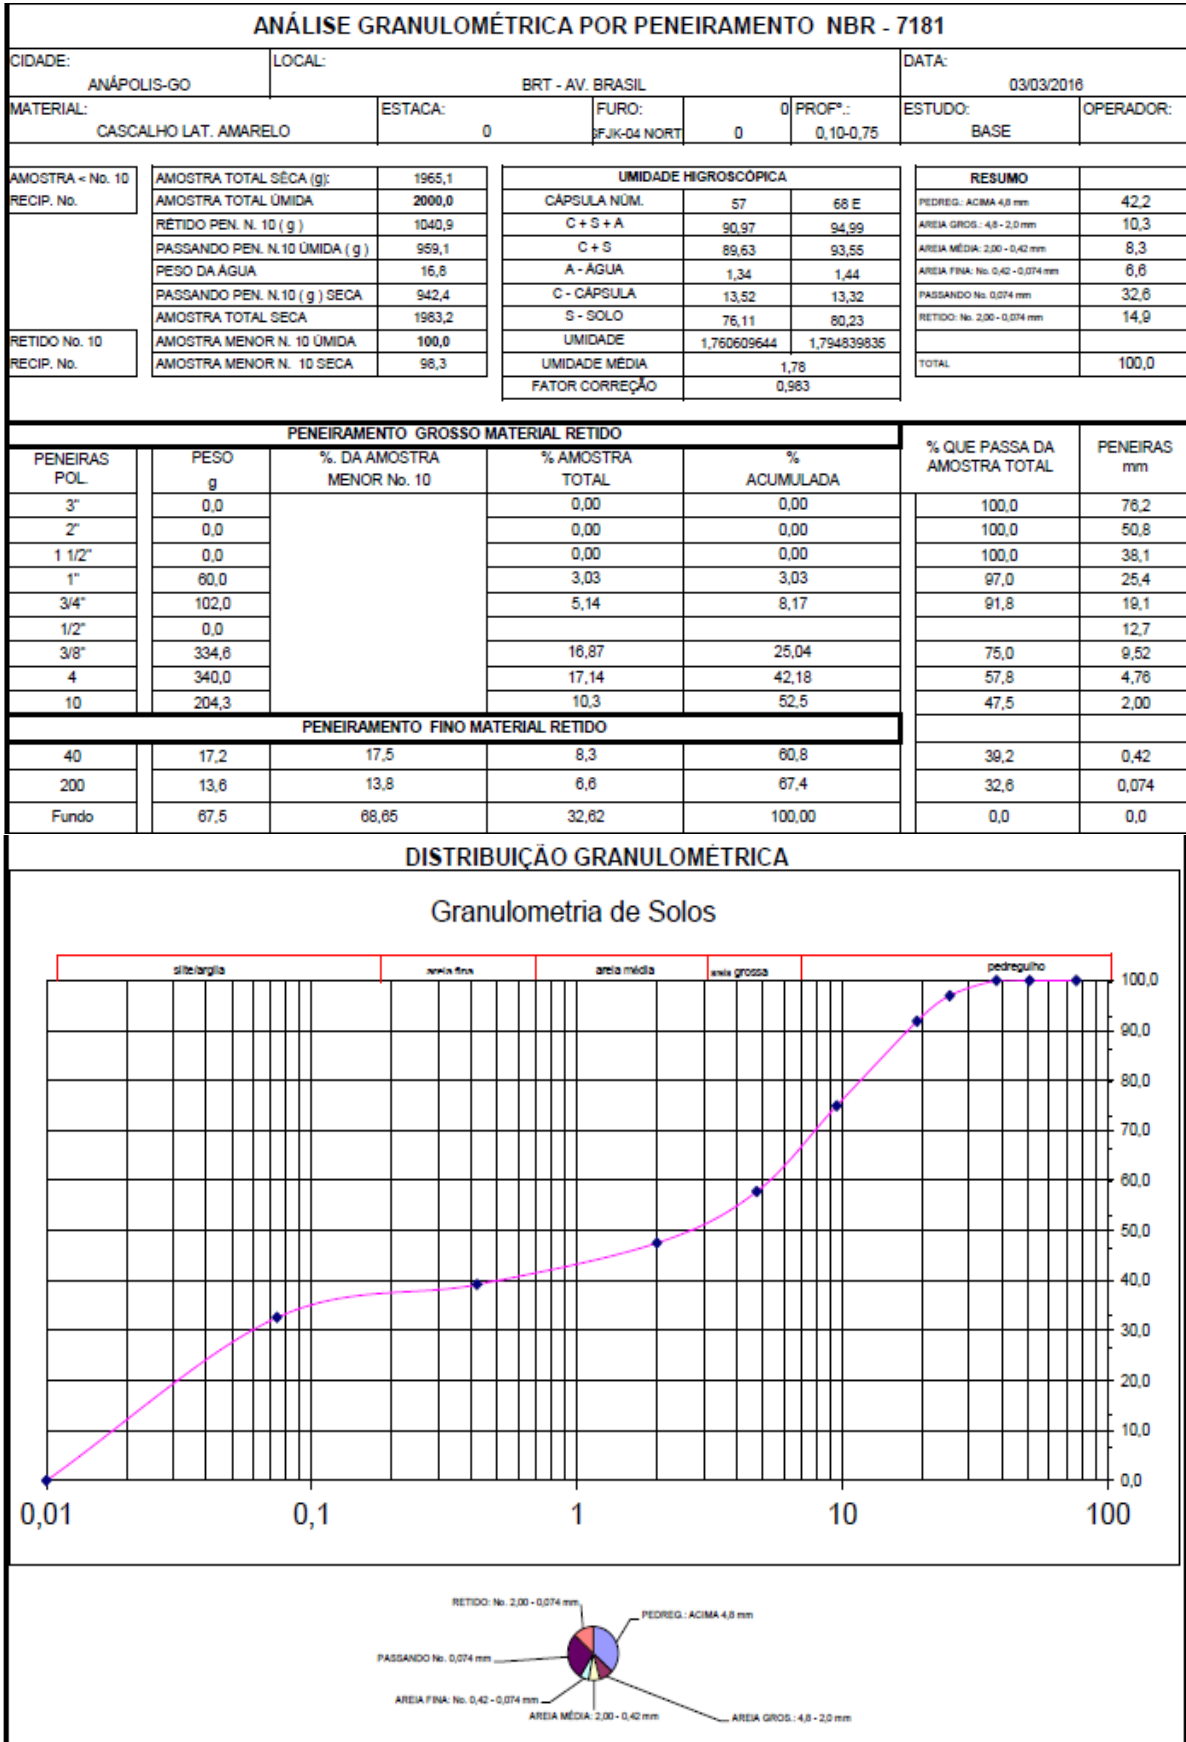 ANÁLISE GRANULOMÉTRICA POR PENEIRAMENTO NBR - 7181
CIDADE: LOCAL: DATA:
ANÁPOLIS-GO BRT - AV. BRASIL 03/03/2016
MATERIAL: ESTACA: FURO: 0 PROFº.: ESTUDO: OPERADOR:
CASCALHO LAT. AMARELO 0 SFJK-04 NORT 0 0,10-0,75 BASE
AMOSTRA < No. 10 AMOSTRA TOTAL SÊCA (g): 1965,1 UMIDADE HIGROSCÓPICA RESUMO
RECIP. No. AMOSTRA TOTAL ÚMIDA 2000,0 CÁPSULA NÚM. 57 68 E PEDREG.: ACIMA 4,8 mm 42,2
RÉTIDO PEN. N. 10 ( g ) 1040,9 C + S + A 90,97 94,99 AREIA GROS.: 4,8 - 2,0 mm 10,3
PASSANDO PEN. N.10 ÚMIDA ( g ) 959,1 C + S 89,63 93,55 AREIA MÉDIA: 2,00 - 0,42 mm 8,3
PESO DA ÁGUA 16,8 A - ÁGUA 1,34 1,44 AREIA FINA: No. 0,42 - 0,074 mm 6,6
PASSANDO PEN. N.10 ( g ) SECA 942,4 C - CÁPSULA 13,52 13,32 PASSANDO No. 0,074 mm 32,6
AMOSTRA TOTAL SECA 1983,2 S - SOLO 76,11 80,23 RETIDO: No. 2,00 - 0,074 mm 14,9
RETIDO No. 10 AMOSTRA MENOR N. 10 ÚMIDA 100,0 UMIDADE 1,760609644 1,794839835
RECIP. No. AMOSTRA MENOR N. 10 SECA 98,3 UMIDADE MÉDIA 1,78 TOTAL 100,0
FATOR CORREÇÃO 0,983
PENEIRAMENTO GROSSO MATERIAL RETIDO
PENEIRAS PESO %. DA AMOSTRA % AMOSTRA % % QUE PASSA DA PENEIRAS
POL. g MENOR No. 10 TOTAL ACUMULADA AMOSTRA TOTAL mm
3" 0,0 0,00 0,00 100,0 76,2
2" 0,0 0,00 0,00 100,0 50,8
1 1/2" 0,0 0,00 0,00 100,0 38,1
1" 60,0 3,03 3,03 97,0 25,4
3/4" 102,0 5,14 8,17 91,8 19,1
1/2" 0,0 12,7
3/8" 334,6 16,87 25,04 75,0 9,52
4 340,0 17,14 42,18 57,8 4,76
10 204,3 10,3 52,5 47,5 2,00
PENEIRAMENTO FINO MATERIAL RETIDO
40 17,2 17,5 8,3 60,8 39,2 0,42
200 13,6 13,8 6,6 67,4 32,6 0,074
Fundo 67,5 68,65 32,62 100,00 0,0 0,0
DISTRIBUIÇÃO GRANULOMÉTRICA
Granulometria de Solos
silte/argila areia fina areia média areia grossa pedregulho
100,0
90,0
80,0
70,0
60,0
50,0
40,0
30,0
20,0
10,0
0,0
0,01 0,1 1 10 100
RETIDO: No. 2,00 - 0,074 mm
PEDREG.: ACIMA 4,8 mm
PASSANDO No. 0,074 mm
AREIA FINA: No. 0,42 - 0,074 mm
AREIA MÉDIA: 2,00 - 0,42 mm
AREIA GROS.: 4,8 - 2,0 mm